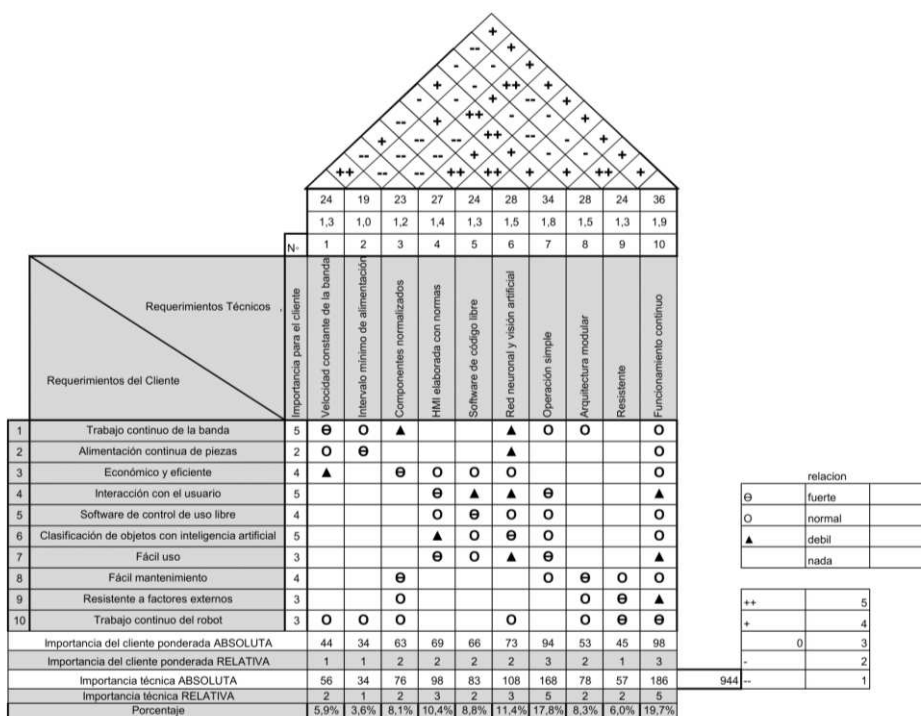 24 19 23 27 24 28 34 28 24 36
1,3 1,0 1,2 1,4 1,3 1,5 1,8 1,5 1,3 1,9
N- 1 2 3 4 5 6 7 8 9 10
Requerimientos Técnicos
Requerimientos del Cliente
Importancia para el cliente
Velocidad constante de la banda
Intervalo mínimo de alimentación
Componentes normalizados
HMI elaborada con normas
Software de código libre
Red neuronal y visión artificial
Operación simple
Arquitectura modular
Resistente
Funcionamiento continuo
1 Trabajo continuo de la banda 5 Ө O ▲ ▲ O O O
2 Alimentación continua de piezas 2 O Ө ▲ O
3 Económico y eficiente 4 ▲ Ө O O O O
4 Interacción con el usuario 5 Ө ▲ ▲ Ө ▲
5 Software de control de uso libre 4 O Ө O O O
6 Clasificación de objetos con inteligencia artificial 5 ▲ O Ө O O
7 Fácil uso 3 Ө O ▲ Ө ▲
8 Fácil mantenimiento 4 Ө O Ө O O
9 Resistente a factores externos 3 O O Ө ▲
10 Trabajo continuo del robot 3 O O O O O Ө Ө
Importancia del cliente ponderada ABSOLUTA 44 34 63 69 66 73 94 53 45 98
Importancia del cliente ponderada RELATIVA 1 1 2 2 2 2 3 2 1 3
Importancia técnica ABSOLUTA 56 34 76 98 83 108 168 78 57 186 944
Importancia técnica RELATIVA 2 1 2 3 2 3 5 2 2 5
Porcentaje 5,9% 3,6% 8,1% 10,4% 8,8% 11,4% 17,8% 8,3% 6,0% 19,7%
relacion
Ө fuerte
O normal
▲ debil
nada
++ 5
+ 4
0 3
- 2
-- 1